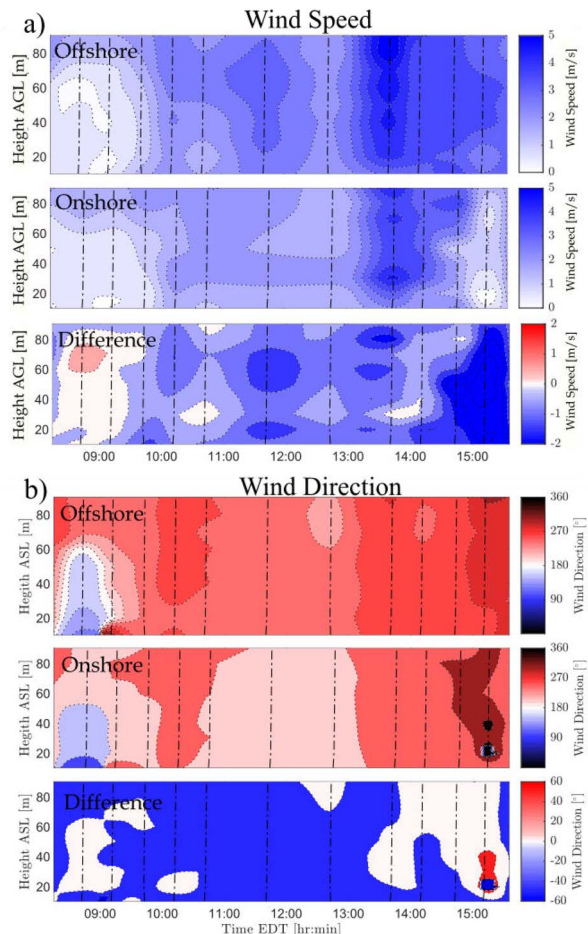 a)
Wind Speed
Offshore
Height AGL [m]
80
60
40
20
5
4
3
2
1
0
Wind Speed [m/s]
Onshore
Height AGL [m]
80
60
40
20
5
4
3
2
1
0
Wind Speed [m/s]
Difference
Height AGL [m]
80
60
40
20
2
1
0
-1
-2
Wind Speed [m/s]
09:00 10:00 11:00 12:00 13:00 14:00 15:00
b)
Wind Direction
Offshore
Hegith ASL [m]
80
60
40
20
360
270
180
90
Wind Direction [°]
Onshore
Hegith ASL [m]
80
60
40
20
360
270
180
90
Wind Direction [°]
Difference
Height ASL [m]
80
60
40
20
60
40
20
0
-20
-40
-60
Wind Direction [°]
09:00 10:00 11:00 12:00 13:00 14:00 15:00
Time EDT [hr:min]